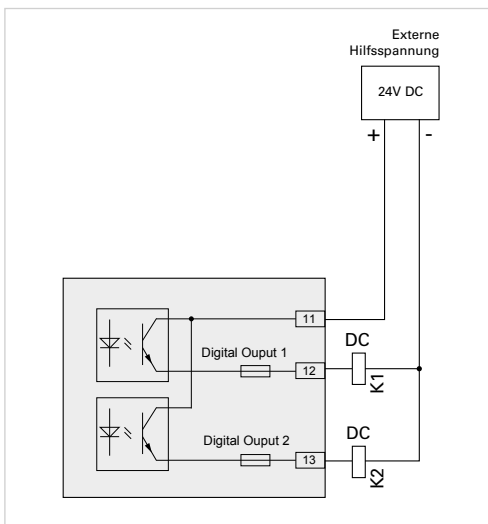 Externe
Hilfsspannung
24V DC
+ -
11
DC
Digital Ouput 1
12
K1
DC
Digital Ouput 2
13
K2